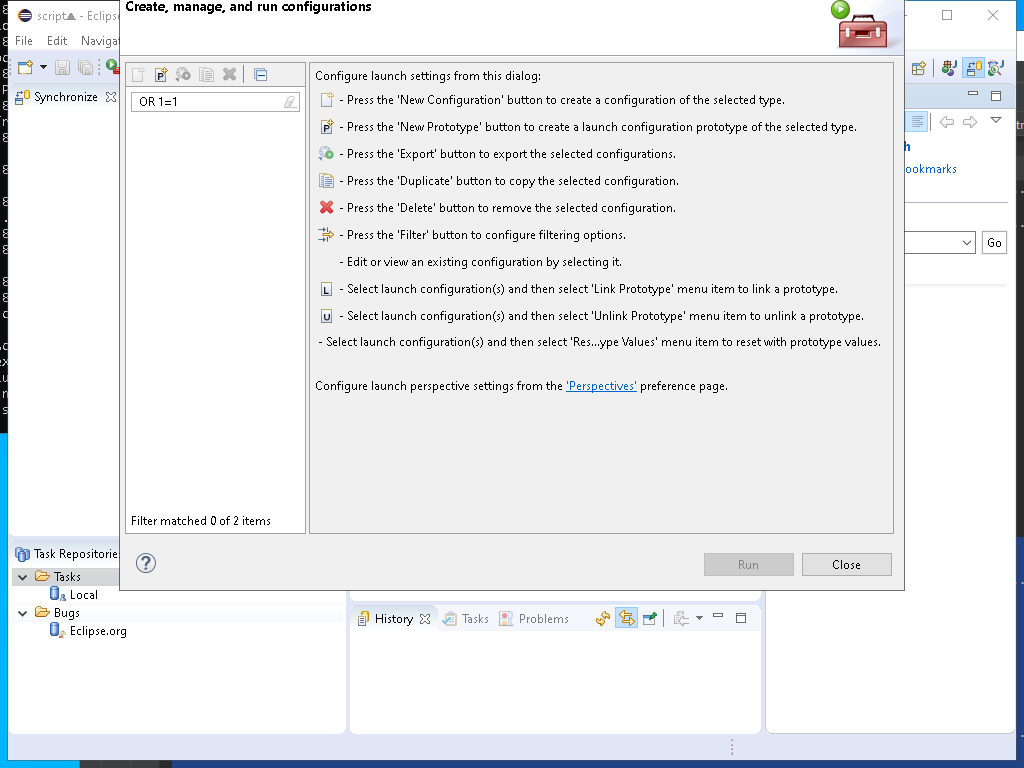 Create, manage, and run configurations
script
- Eclips
File Edit Navigat
Synchronize
OR 1=1
Configure launch settings from this dialog:
- Press the 'New Configuration' button to create a configuration of the selected type.
- Press the 'New Prototype' button to create a launch configuration prototype of the selected type.
- Press the 'Export' button to export the selected configurations.
- Press the 'Duplicate' button to copy the selected configuration.
- Press the 'Delete' button to remove the selected configuration.
- Press the 'Filter' button to configure filtering options.
- Edit or view an existing configuration by selecting it.
L - Select launch configuration(s) and then select 'Link Prototype' menu item to link a prototype.
U - Select launch configuration(s) and then select 'Unlink Prototype' menu item to unlink a prototype.
- Select launch configuration(s) and then select 'Res...ype Values' menu item to reset with prototype values.
Configure launch perspective settings from the 'Perspectives' preference page.
Filter matched 0 of 2 items
Run
Close
h
ookmarks
Go
Task Repositorie
Tasks
Local
Bugs
Eclipse.org
History
Tasks
Problems